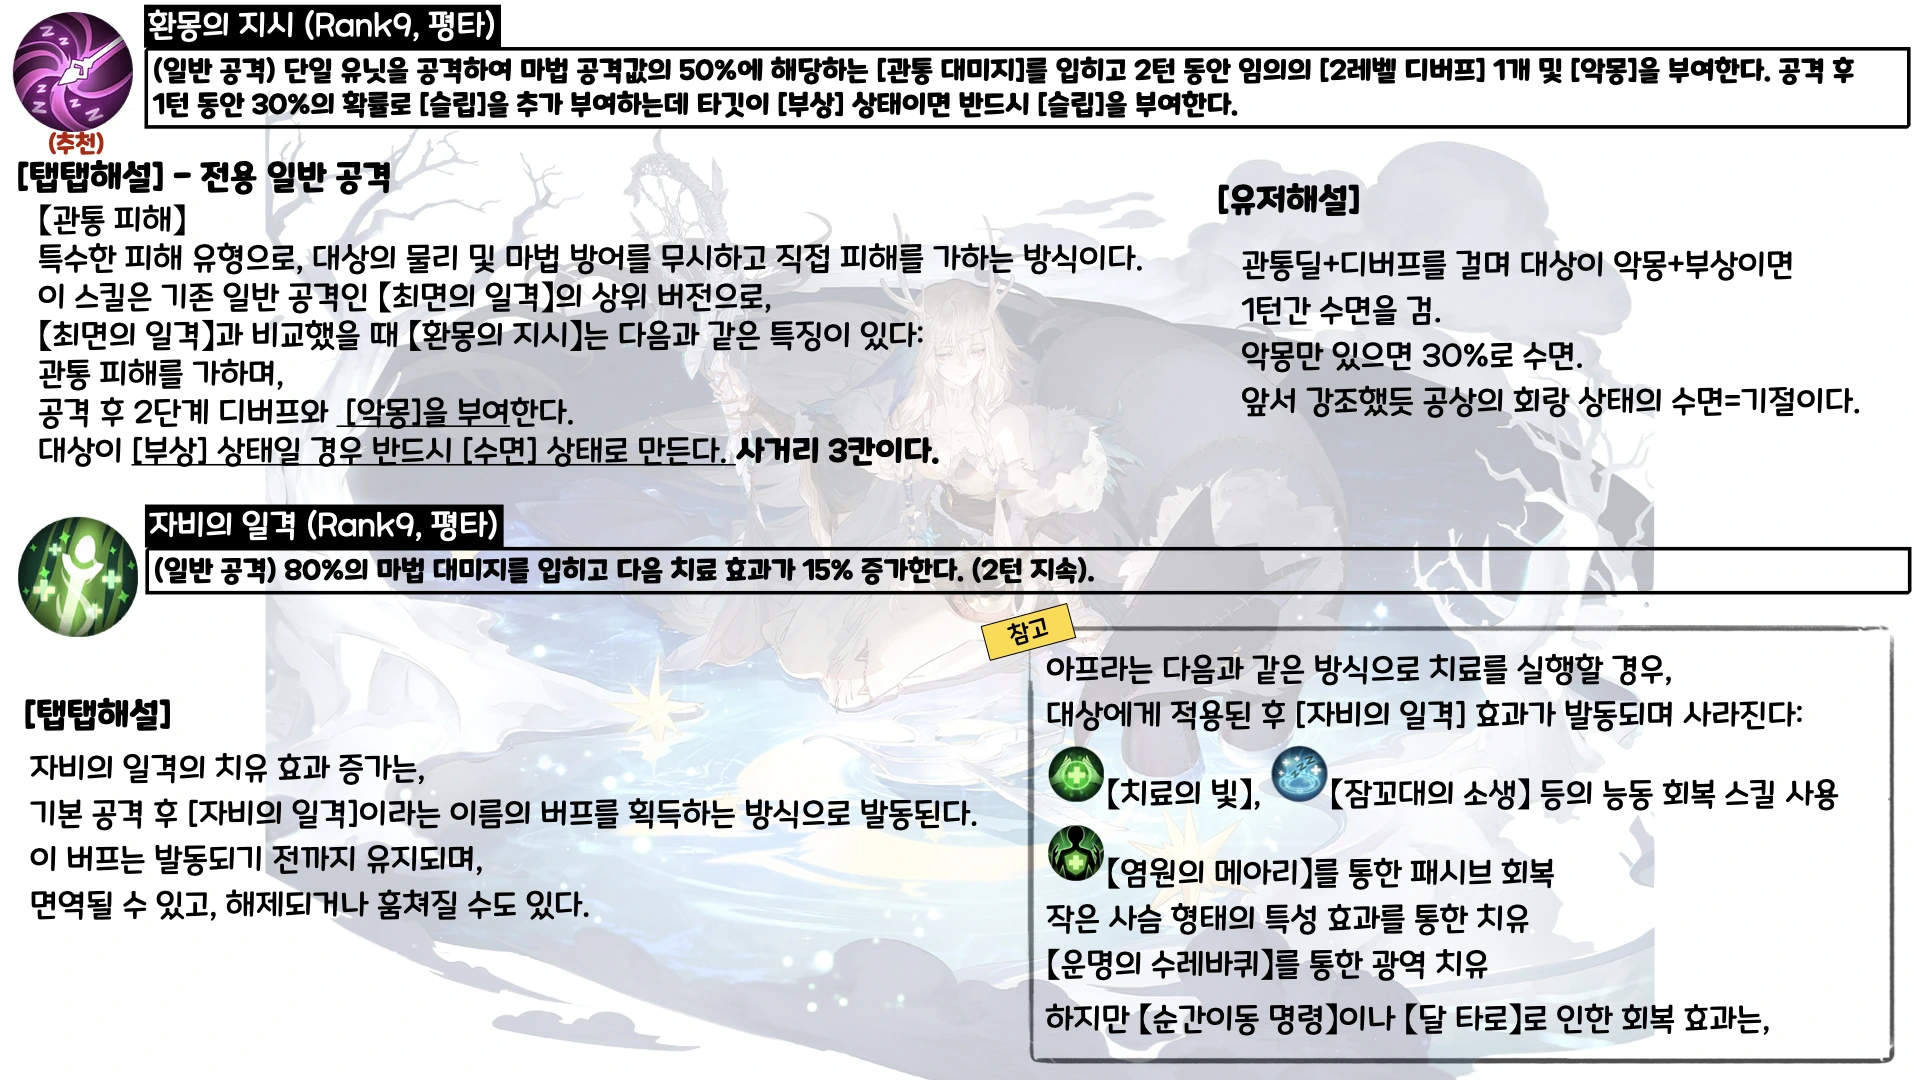 환몽의 지시 (Rank9, 평타)
(일반 공격) 단일 유닛을 공격하여 마법 공격값의 50%에 해당하는 [관통 대미지]를 입히고 2턴 동안 임의의 [2레벨 디버프] 1개 및 [악몽]을 부여한다. 공격 후
1턴 동안 30%의 확률로 [슬립]을 추가 부여하는데 타깃이 [부상] 상태이면 반드시 [슬립]을 부여한다.
(추천)
[탭탭해설] - 전용 일반 공격
【관통 피해】
특수한 피해 유형으로, 대상의 물리 및 마법 방어를 무시하고 직접 피해를 가하는 방식이다.
이 스킬은 기존 일반 공격인 【최면의 일격】의 상위 버전으로,
【최면의 일격】과 비교했을 때 【환몽의 지시】는 다음과 같은 특징이 있다:
관통 피해를 가하며,
공격 후 2단계 디버프와 [악몽]을 부여한다.
대상이 [부상] 상태일 경우 반드시 [수면] 상태로 만든다. 사거리 3칸이다.
[유저해설]
관통딜+디버프를 걸며 대상이 악몽+부상이면
1턴간 수면을 검.
악몽만 있으면 30%로 수면.
앞서 강조했듯 공상의 회랑 상태의 수면=기절이다.
자비의 일격 (Rank9, 평타)
(일반 공격) 80%의 마법 대미지를 입히고 다음 치료 효과가 15% 증가한다. (2턴 지속).
[탭탭해설]
자비의 일격의 치유 효과 증가는,
기본 공격 후 [자비의 일격]이라는 이름의 버프를 획득하는 방식으로 발동된다.
이 버프는 발동되기 전까지 유지되며,
면역될 수 있고, 해제되거나 훔쳐질 수도 있다.
참고
아프라는 다음과 같은 방식으로 치료를 실행할 경우,
대상에게 적용된 후 [자비의 일격] 효과가 발동되며 사라진다:
【치료의 빛】, 【잠꼬대의 소생】 등의 능동 회복 스킬 사용
【염원의 메아리】를 통한 패시브 회복
작은 사슴 형태의 특성 효과를 통한 치유
【운명의 수레바퀴】를 통한 광역 치유
하지만 【순간이동 명령】이나 【달 타로】로 인한 회복 효과는,